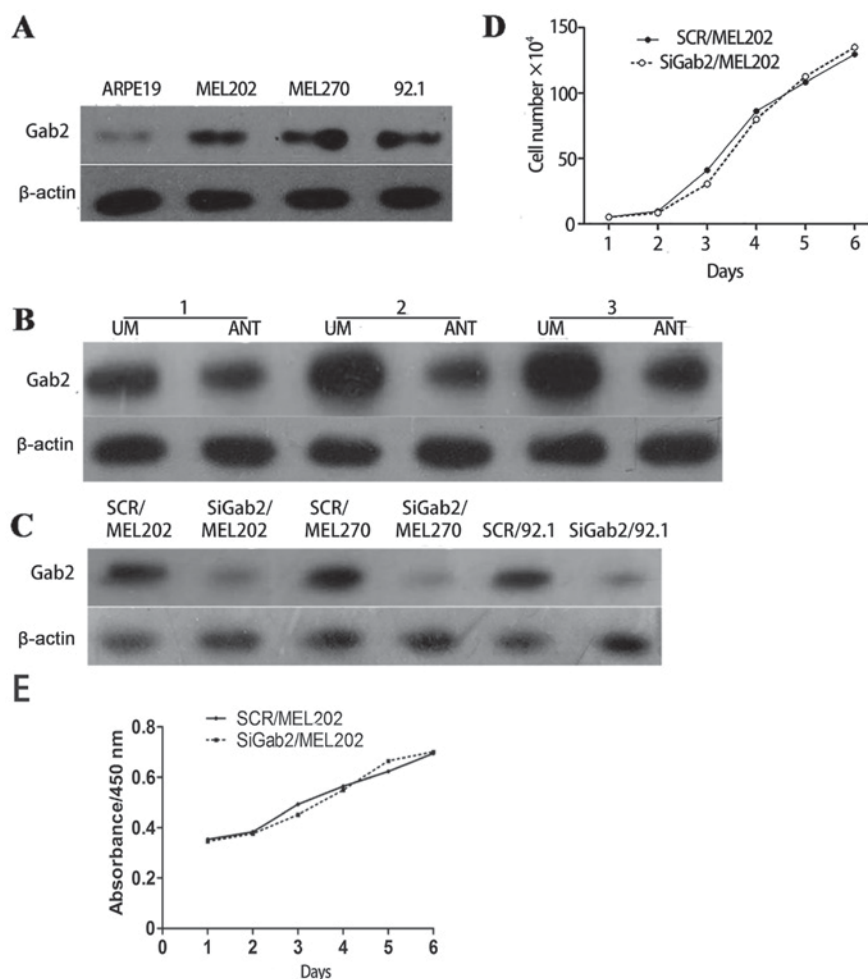 A
ARPE19 MEL202 MEL270 92.1
Gab2
β-actin
D
SCR/MEL202
SiGab2/MEL202
Cell number ×10⁴
150
100
50
0
1 2 3 4 5 6
Days
B
1 2 3
UM ANT UM ANT UM ANT
Gab2
β-actin
C
SCR/ SiGab2/ SCR/ SiGab2/
MEL202 MEL202 MEL270 MEL270 SCR/92.1 SiGab2/92.1
Gab2
β-actin
E
SCR/MEL202
SiGab2/MEL202
Absorbance/450 nm
0.8
0.6
0.4
0.2
0
0 1 2 3 4 5 6
Days